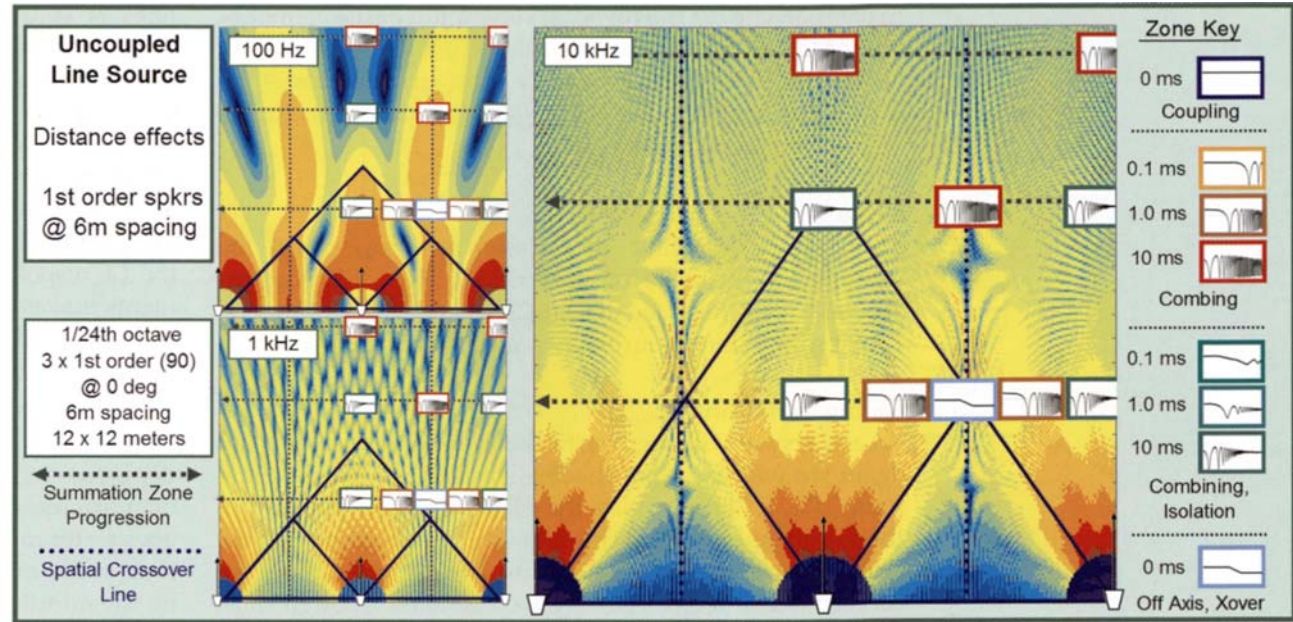 Uncoupled
Line Source
Distance effects
1st order spkrs
@ 6m spacing
1/24th octave
3 x 1st order (90)
@ 0 deg
6m spacing
12 x 12 meters
Summation Zone
Progression
Spatial Crossover
Line
100 Hz
1 kHz
10 kHz
Zone Key
0 ms
Coupling
0.1 ms
1.0 ms
10 ms
Combing
0.1 ms
1.0 ms
10 ms
Combining,
Isolation
0 ms
Off Axis, Xover